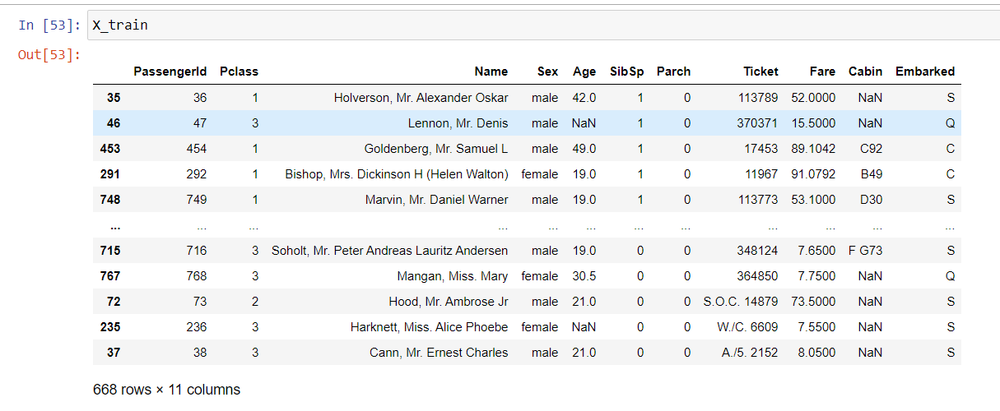 In [53]: X_train
Out[53]:
PassengerId Pclass Name Sex Age SibSp Parch Ticket Fare Cabin Embarked
35 36 1 Holverson, Mr. Alexander Oskar male 42.0 1 0 113789 52.0000 NaN S
46 47 3 Lennon, Mr. Denis male NaN 1 0 370371 15.5000 NaN Q
453 454 1 Goldenberg, Mr. Samuel L male 49.0 1 0 17453 89.1042 C92 C
291 292 1 Bishop, Mrs. Dickinson H (Helen Walton) female 19.0 1 0 11967 91.0792 B49 C
748 749 1 Marvin, Mr. Daniel Warner male 19.0 1 0 113773 53.1000 D30 S
... ... ... ... ... ... ... ... ... ... ... ...
715 716 3 Soholt, Mr. Peter Andreas Lauritz Andersen male 19.0 0 0 348124 7.6500 F G73 S
767 768 3 Mangan, Miss. Mary female 30.5 0 0 364850 7.7500 NaN Q
72 73 2 Hood, Mr. Ambrose Jr male 21.0 0 0 S.O.C. 14879 73.5000 NaN S
235 236 3 Harknett, Miss. Alice Phoebe female NaN 0 0 W./C. 6609 7.5500 NaN S
37 38 3 Cann, Mr. Ernest Charles male 21.0 0 0 A./5. 2152 8.0500 NaN S
668 rows × 11 columns